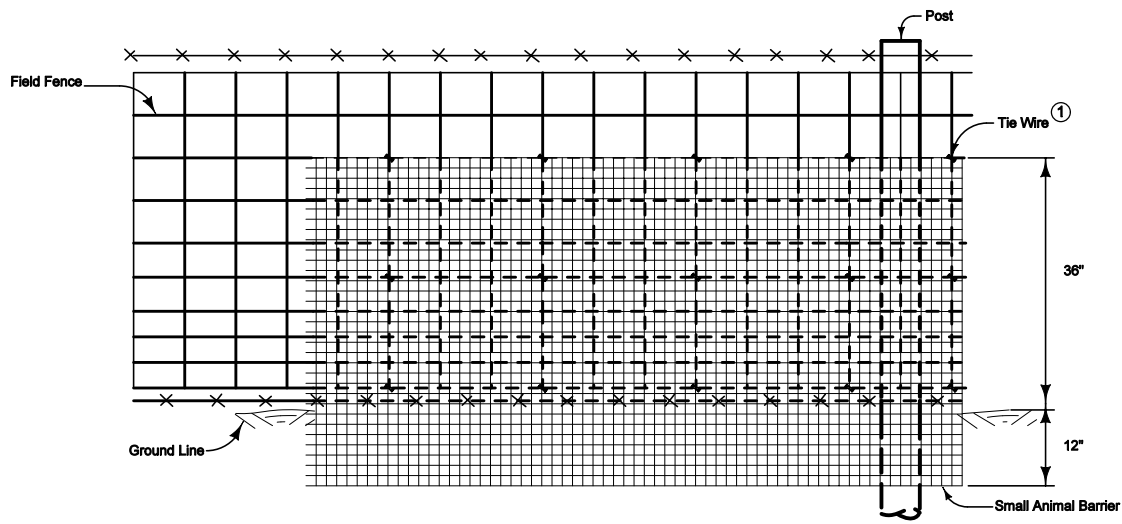 Post
Field Fence
Tie Wire ①
36"
Ground Line
12"
Small Animal Barrier